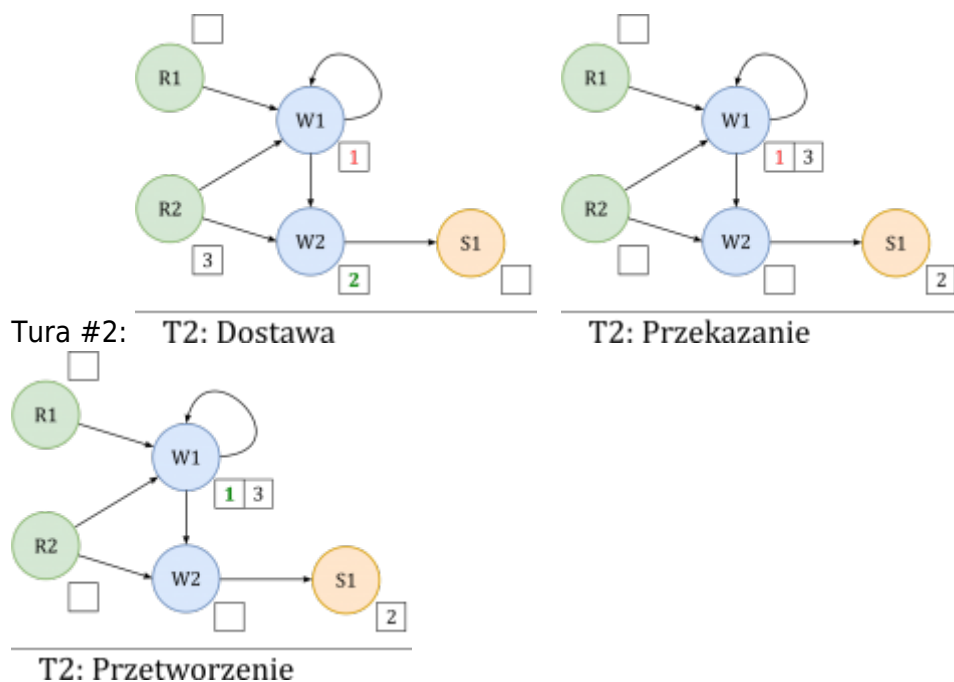 R1 W1 1
R2 3 W2 2 S1
R1 W1 1 3
R2 W2 S1 2
Tura #2: T2: Dostawa T2: Przekazanie
R1 W1 1 3
R2 W2 S1 2
T2: Przetworzenie